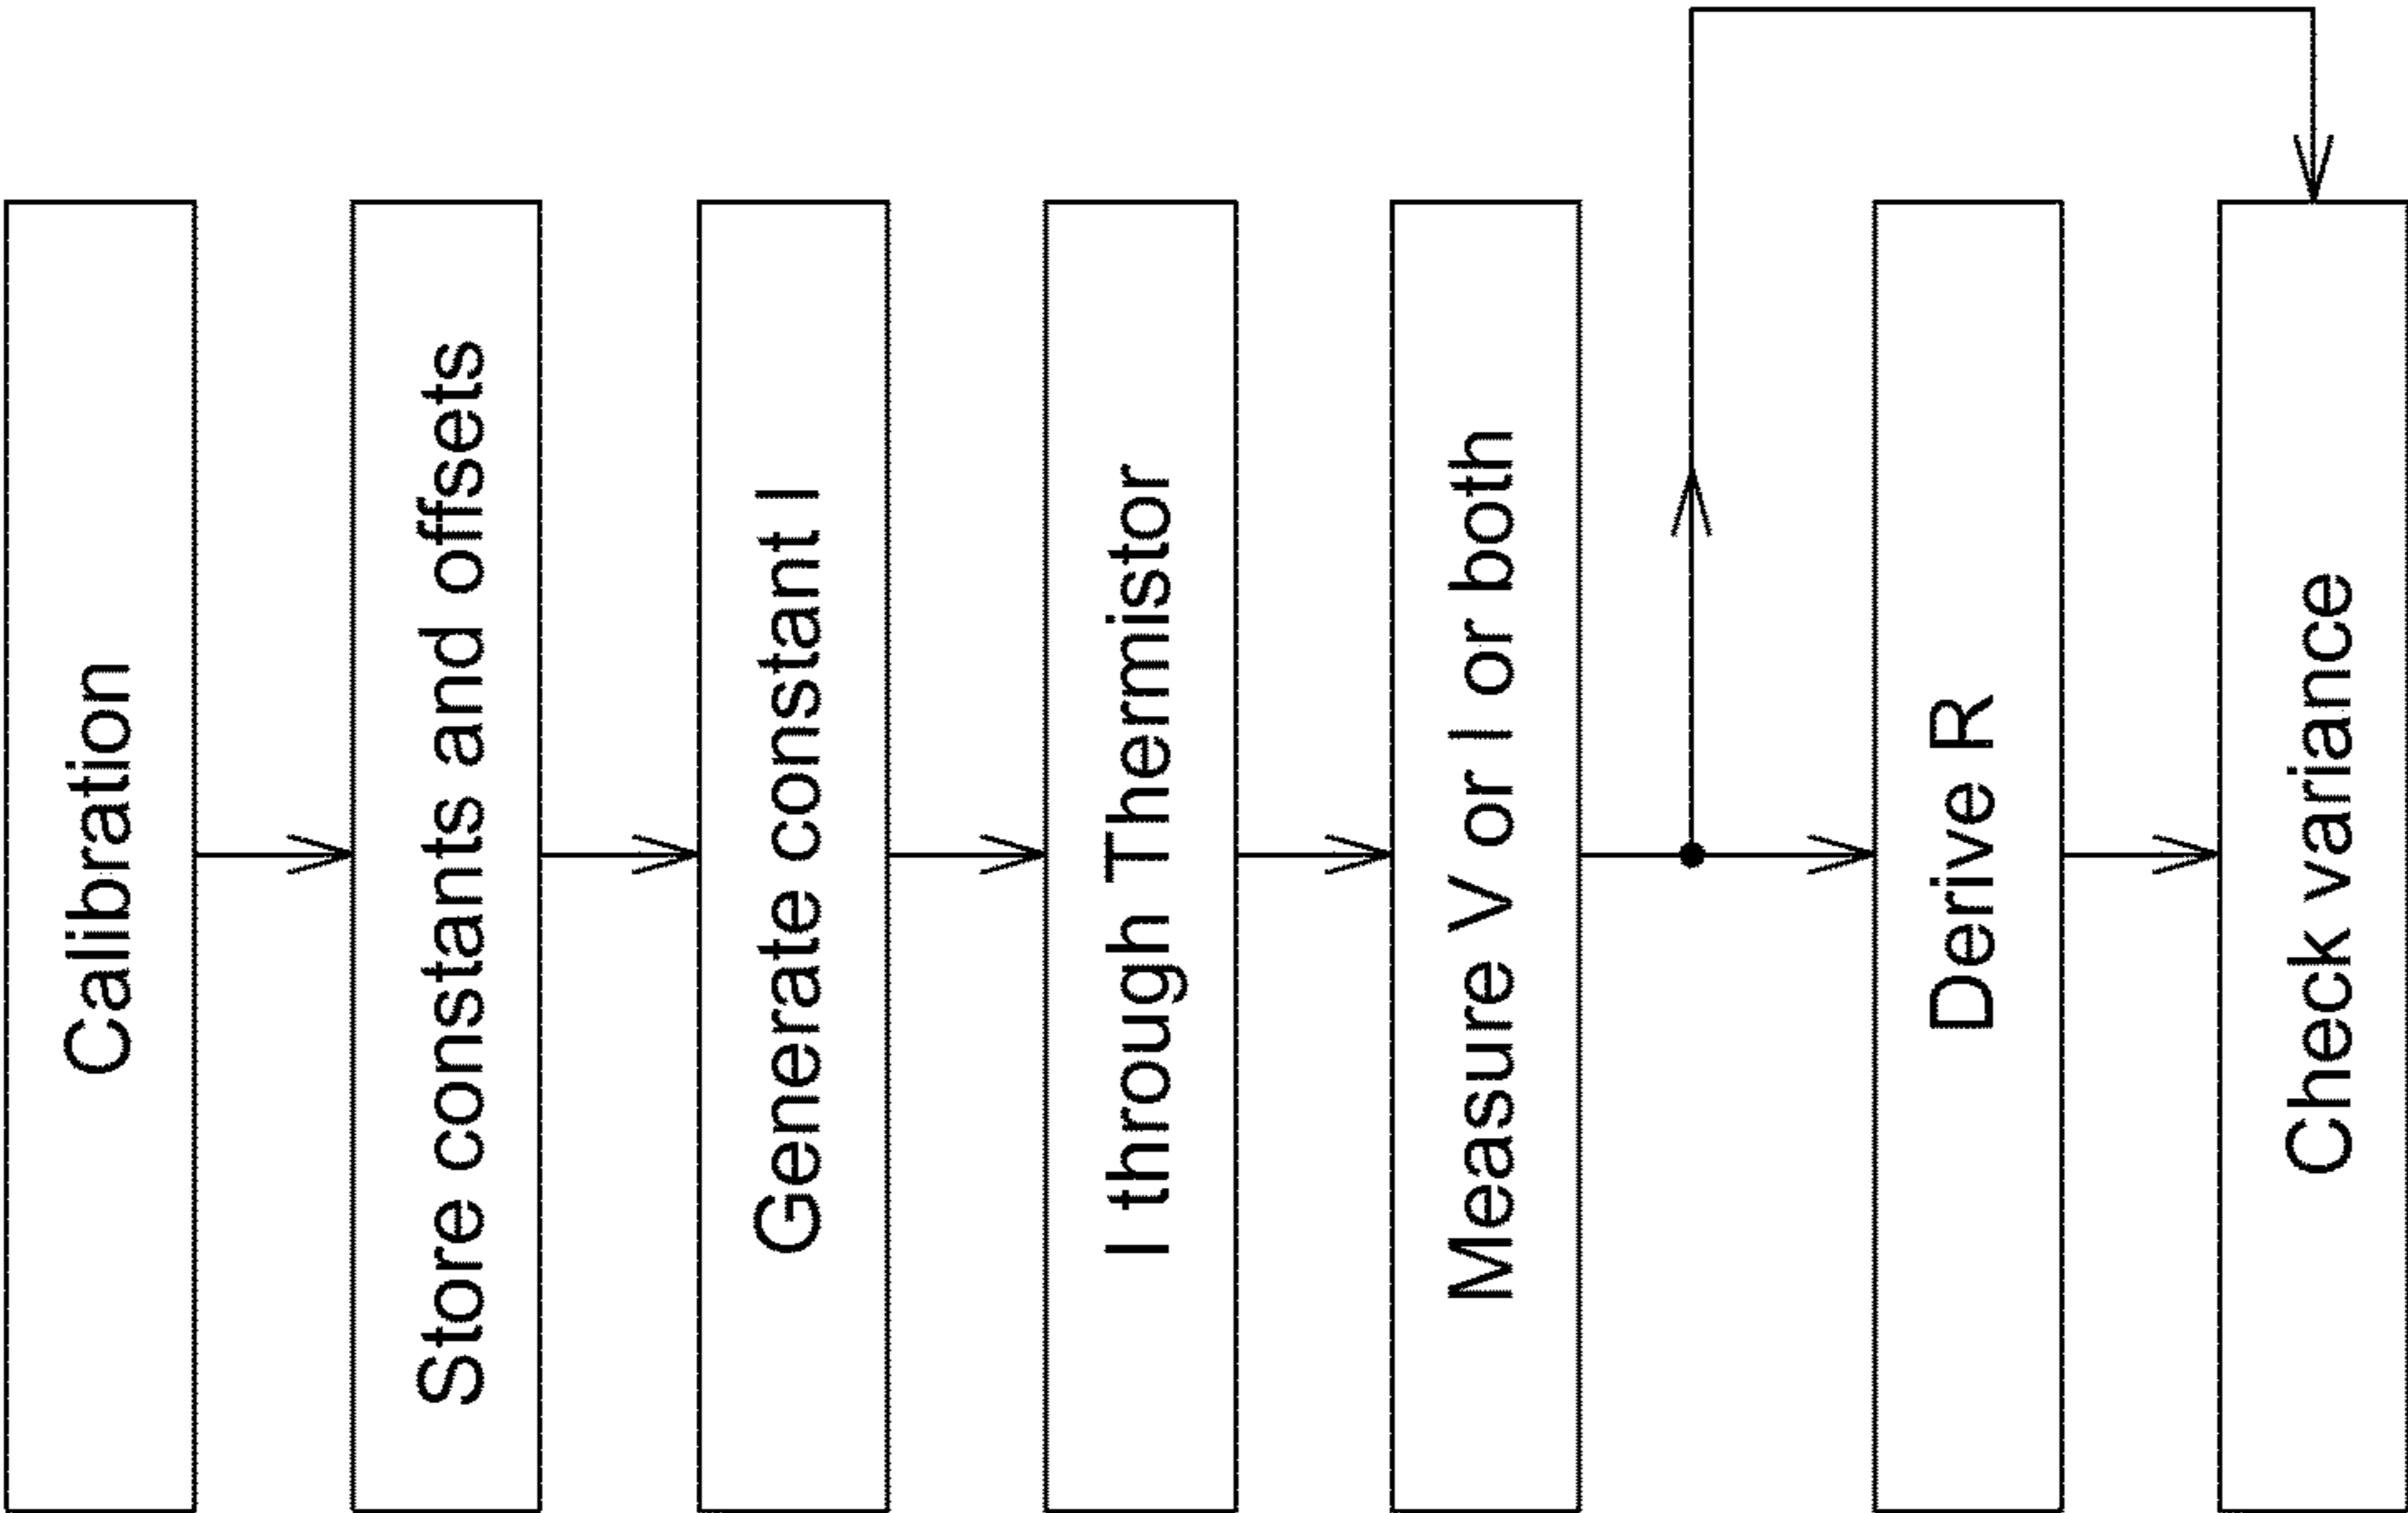 Calibration
Store constants and offsets
Generate constant I
I through Thermistor
Measure V or I or both
Derive R
Check variance